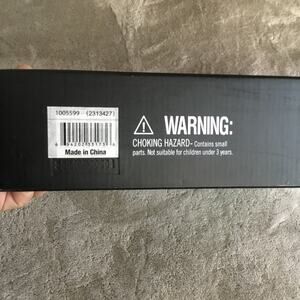 1005599 (2313427)
Made in China
WARNING:
CHOKING HAZARD- Contains small
parts. Not suitable for children under 3 years.